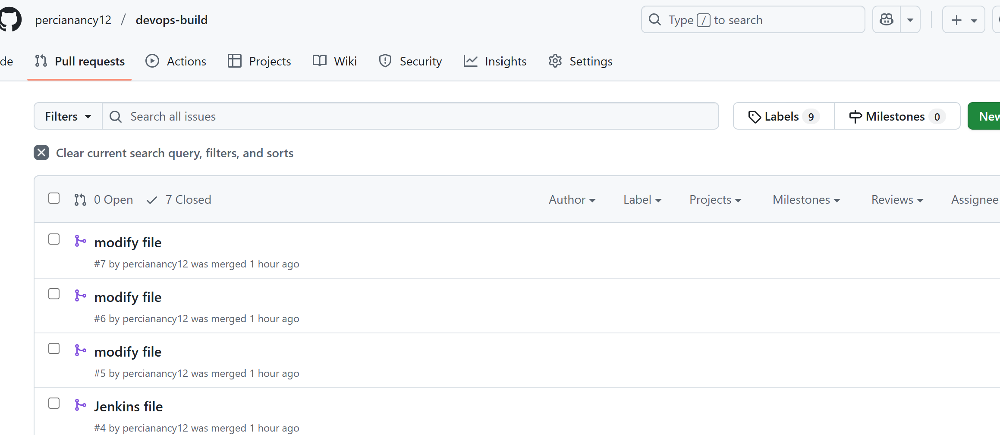 percianancy12 / devops-build
Type / to search
de Pull requests Actions Projects Wiki Security Insights Settings
Filters Search all issues Labels 9 Milestones 0 New
Clear current search query, filters, and sorts
0 Open 7 Closed Author Label Projects Milestones Reviews Assignee
modify file
#7 by percianancy12 was merged 1 hour ago
modify file
#6 by percianancy12 was merged 1 hour ago
modify file
#5 by percianancy12 was merged 1 hour ago
Jenkins file
#4 by percianancy12 was merged 1 hour ago